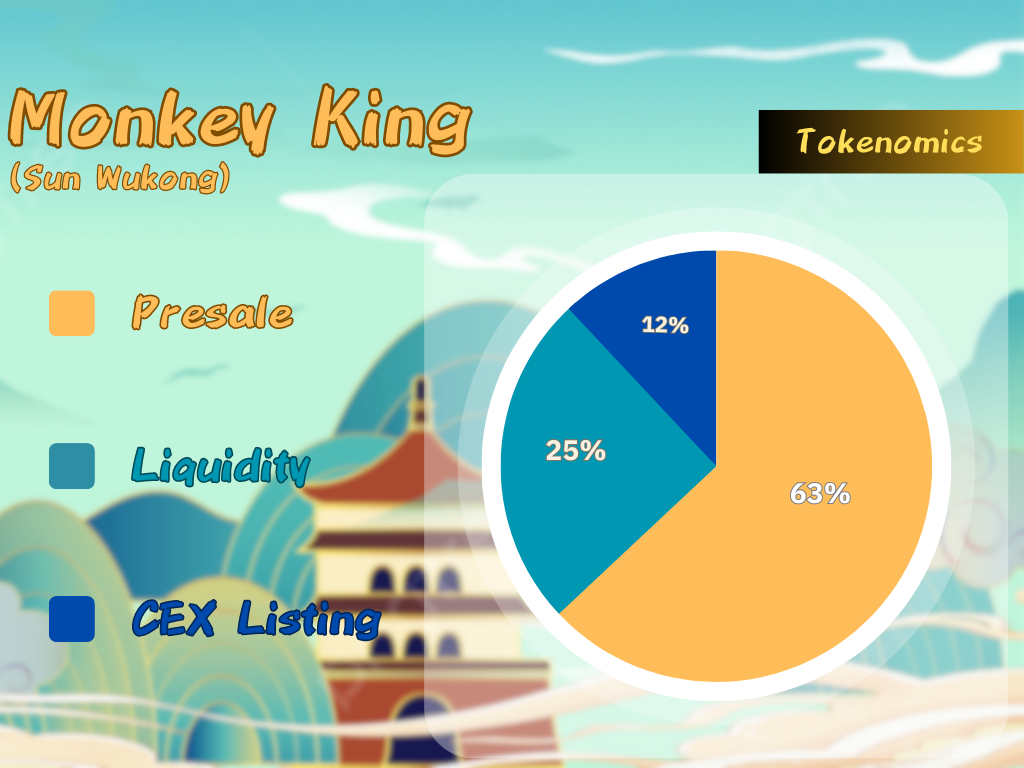 Monkey King
(Sun Wukong)
Tokenomics
Presale
Liquidity
CEX Listing
12%
25%
63%